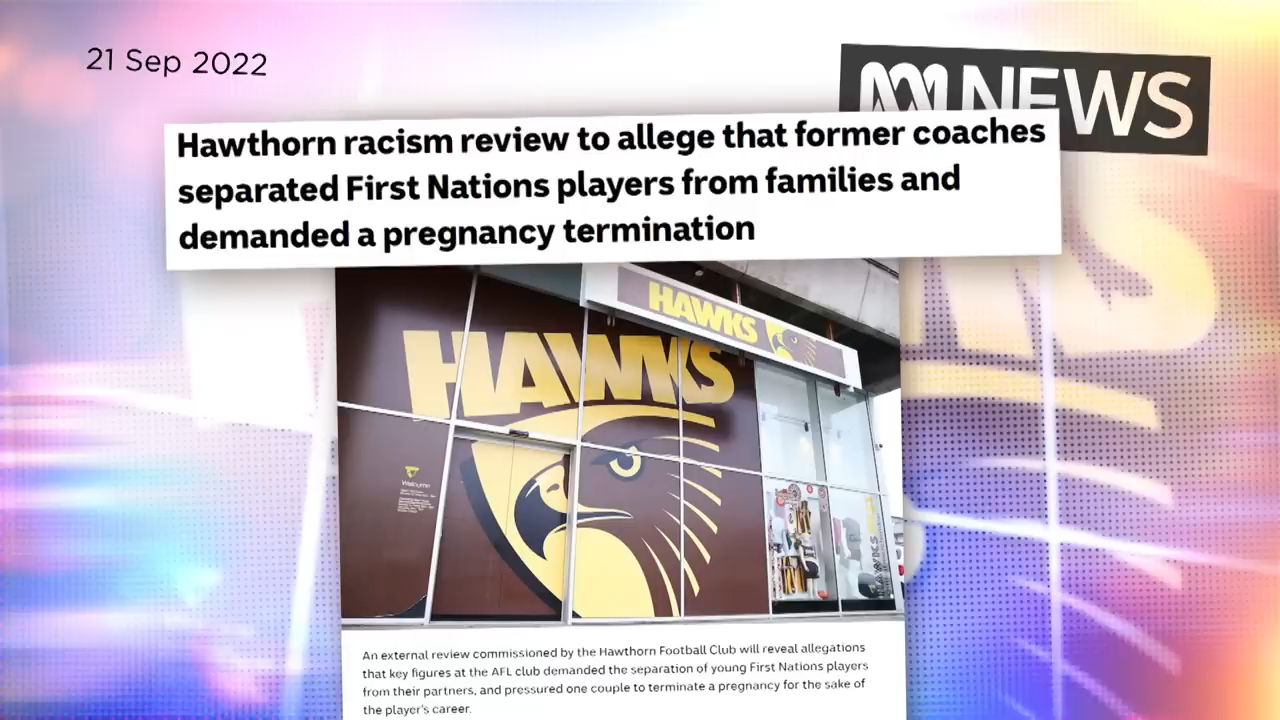 21 Sep 2022
NEWS
Hawthorn racism review to allege that former coaches
separated First Nations players from families and
demanded a pregnancy termination
HAWKS
HAWKS
Welcome
HAWKS
An external review commissioned by the Hawthorn Football Club will reveal allegations
that key figures at the AFL club demanded the separation of young First Nations players
from their partners, and pressured one couple to terminate a pregnancy for the sake of
the player's career.